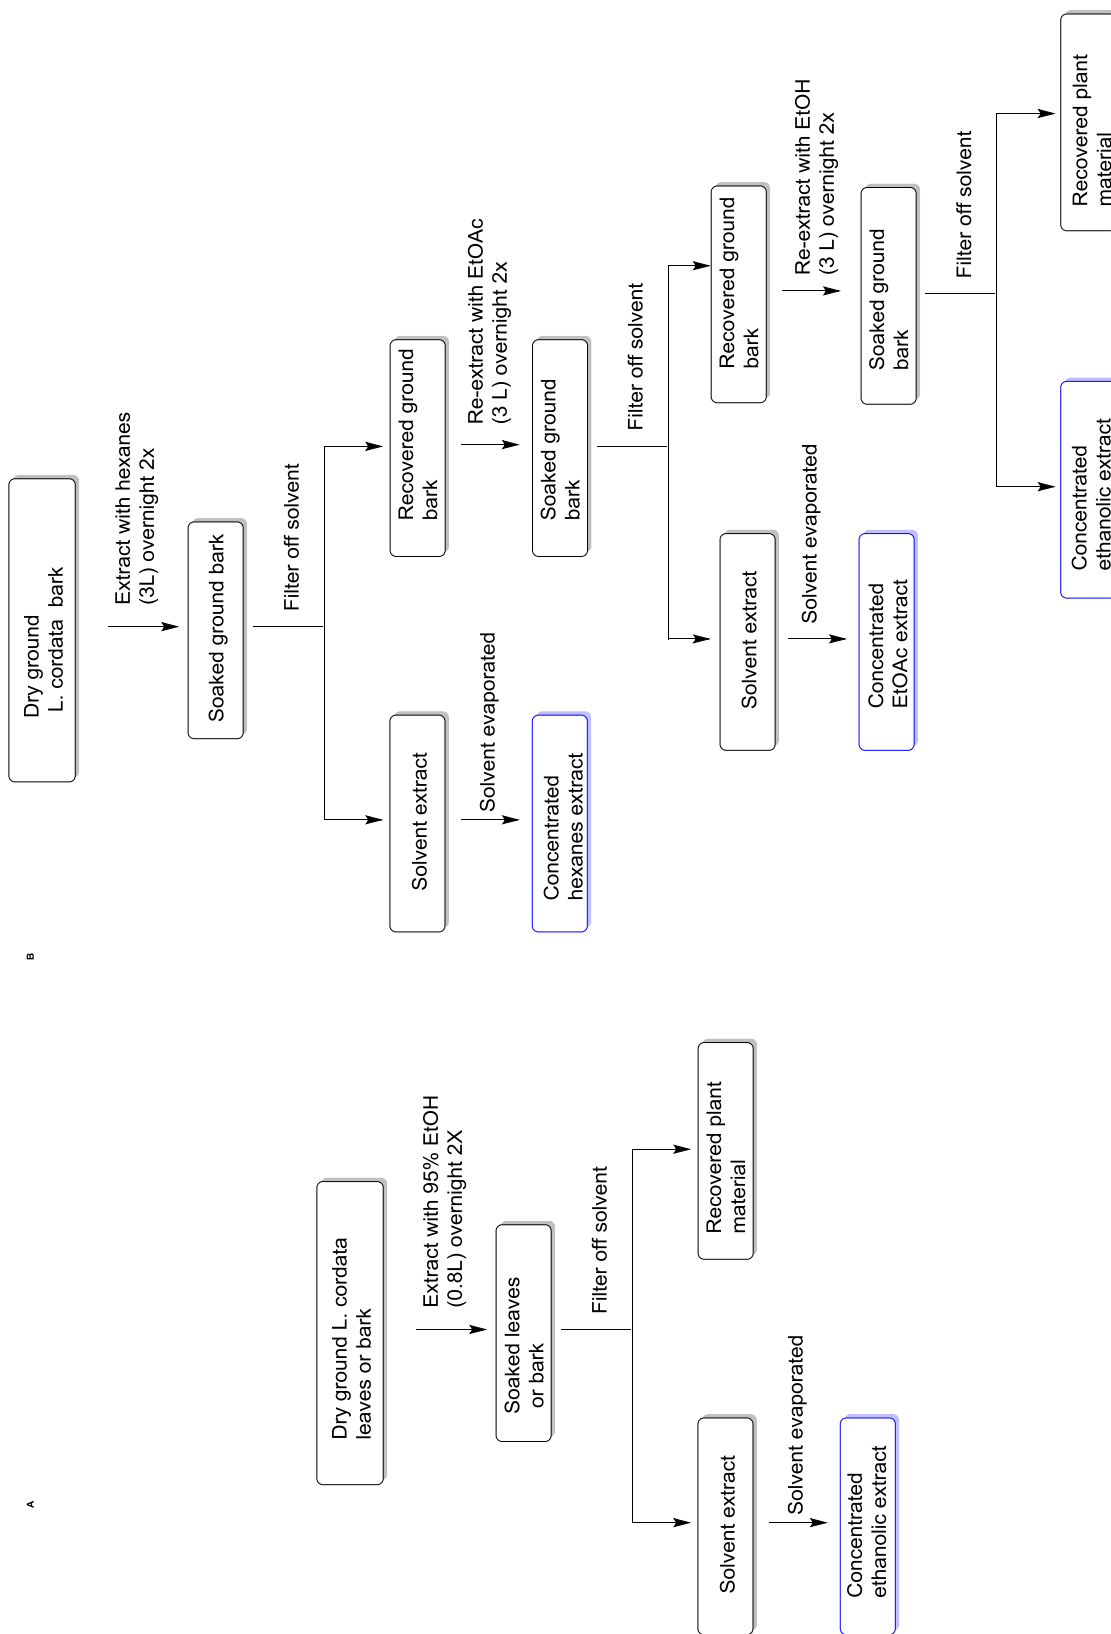 A
Dry ground L. cordata
leaves or bark
Extract with 95% EtOH
(0.8L) overnight 2X
Soaked leaves
or bark
Filter off solvent
Solvent extract
Recovered plant
material
Solvent evaporated
Concentrated
ethanolic extract
B
Dry ground
L. cordata bark
Extract with hexanes
(3L) overnight 2x
Soaked ground bark
Filter off solvent
Solvent extract
Recovered ground
bark
Solvent evaporated
Re-extract with EtOAc
(3 L) overnight 2x
Concentrated
hexanes extract
Soaked ground
bark
Filter off solvent
Solvent extract
Recovered ground
bark
Solvent evaporated
Re-extract with EtOH
(3 L) overnight 2x
Concentrated
EtOAc extract
Soaked ground
bark
Filter off solvent
Concentrated
ethanolic extract
Recovered plant
material